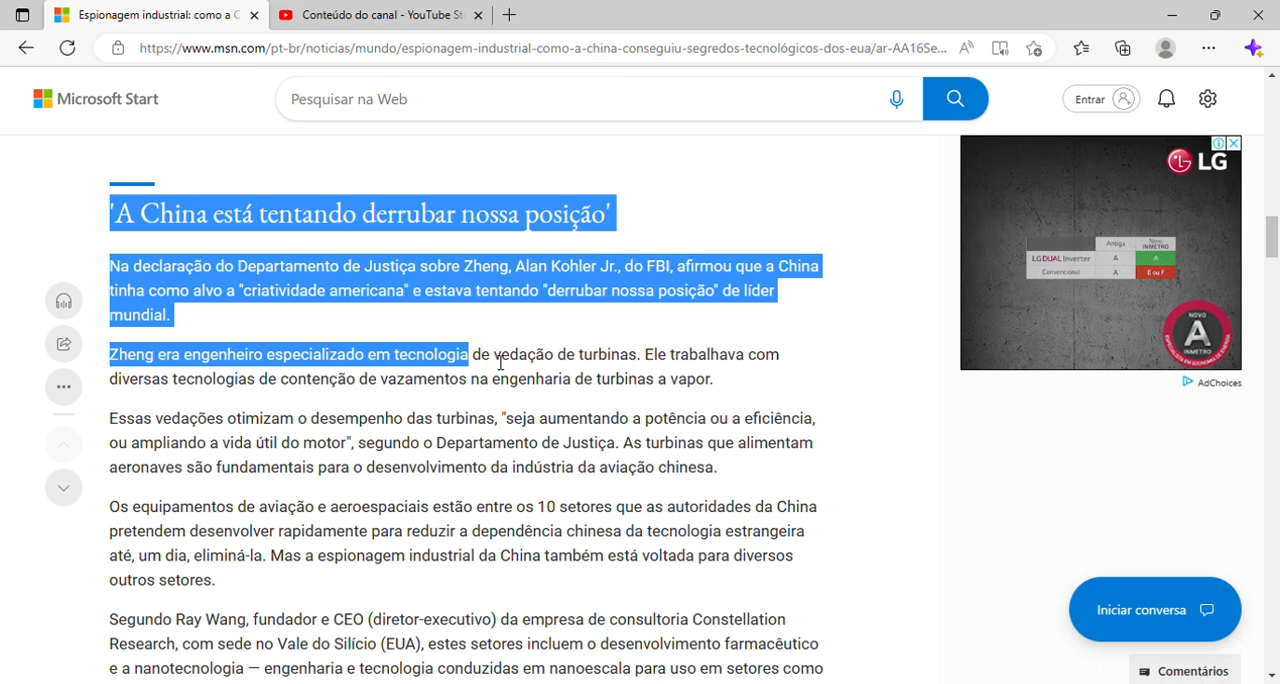 Espionagem industrial: como a C
Conteúdo do canal - YouTube St
https://www.msn.com/pt-br/noticias/mundo/espionagem-industrial-como-a-china-conseguiu-segredos-tecnológicos-dos-eua/ar-AA16Se...
Microsoft Start
Pesquisar na Web
Entrar
'A China está tentando derrubar nossa posição'
Na declaração do Departamento de Justiça sobre Zheng, Alan Kohler Jr., do FBI, afirmou que a China
tinha como alvo a "criatividade americana" e estava tentando "derrubar nossa posição" de líder
mundial.
Zheng era engenheiro especializado em tecnologia de vedação de turbinas. Ele trabalhava com
diversas tecnologias de contenção de vazamentos na engenharia de turbinas a vapor.
Essas vedações otimizam o desempenho das turbinas, "seja aumentando a potência ou a eficiência,
ou ampliando a vida útil do motor", segundo o Departamento de Justiça. As turbinas que alimentam
aeronaves são fundamentais para o desenvolvimento da indústria da aviação chinesa.
Os equipamentos de aviação e aeroespaciais estão entre os 10 setores que as autoridades da China
pretendem desenvolver rapidamente para reduzir a dependência chinesa da tecnologia estrangeira
até, um dia, eliminá-la. Mas a espionagem industrial da China também está voltada para diversos
outros setores.
Segundo Ray Wang, fundador e CEO (diretor-executivo) da empresa de consultoria Constellation
Research, com sede no Vale do Silício (EUA), estes setores incluem o desenvolvimento farmacêutico
e a nanotecnologia — engenharia e tecnologia conduzidas em nanoescala para uso em setores como
LG
Antiga Novo INMETRO
LG DUAL Inverter A A
Convencional A E ou F
NOVO
A
INMETRO
AdChoices
Iniciar conversa
Comentários